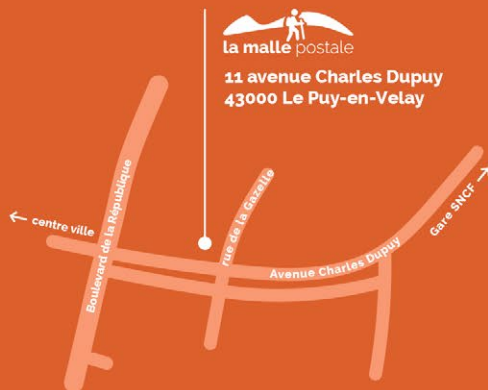 la malle postale
11 avenue Charles Dupuy
43000 Le Puy-en-Velay
← centre ville
Boulevard de la République
rue de la Gazelle
Avenue Charles Dupuy
Gare SNCF →